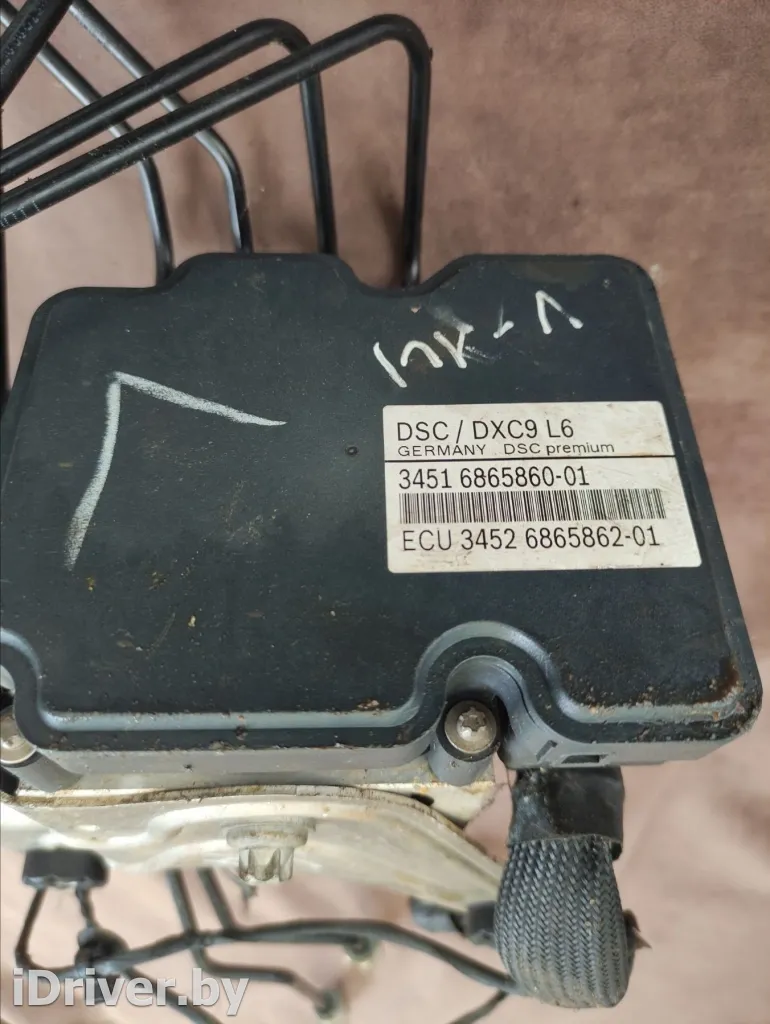 DSC / DXC9 L6
GERMANY DSC premium
3451 6865860-01
ECU 3452 6865862-01
iDriver.by